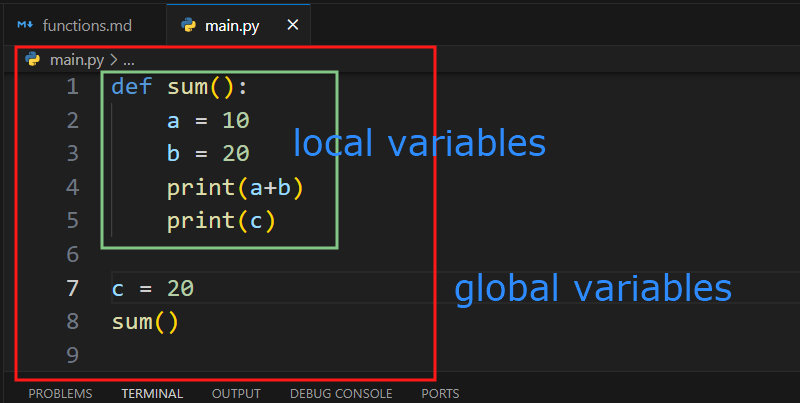 functions.md main.py ×
main.py > ...
1 def sum():
2     a = 10
3     b = 20
local variables
4     print(a+b)
5     print(c)
6
7 c = 20
global variables
8 sum()
9
PROBLEMS TERMINAL OUTPUT DEBUG CONSOLE PORTS